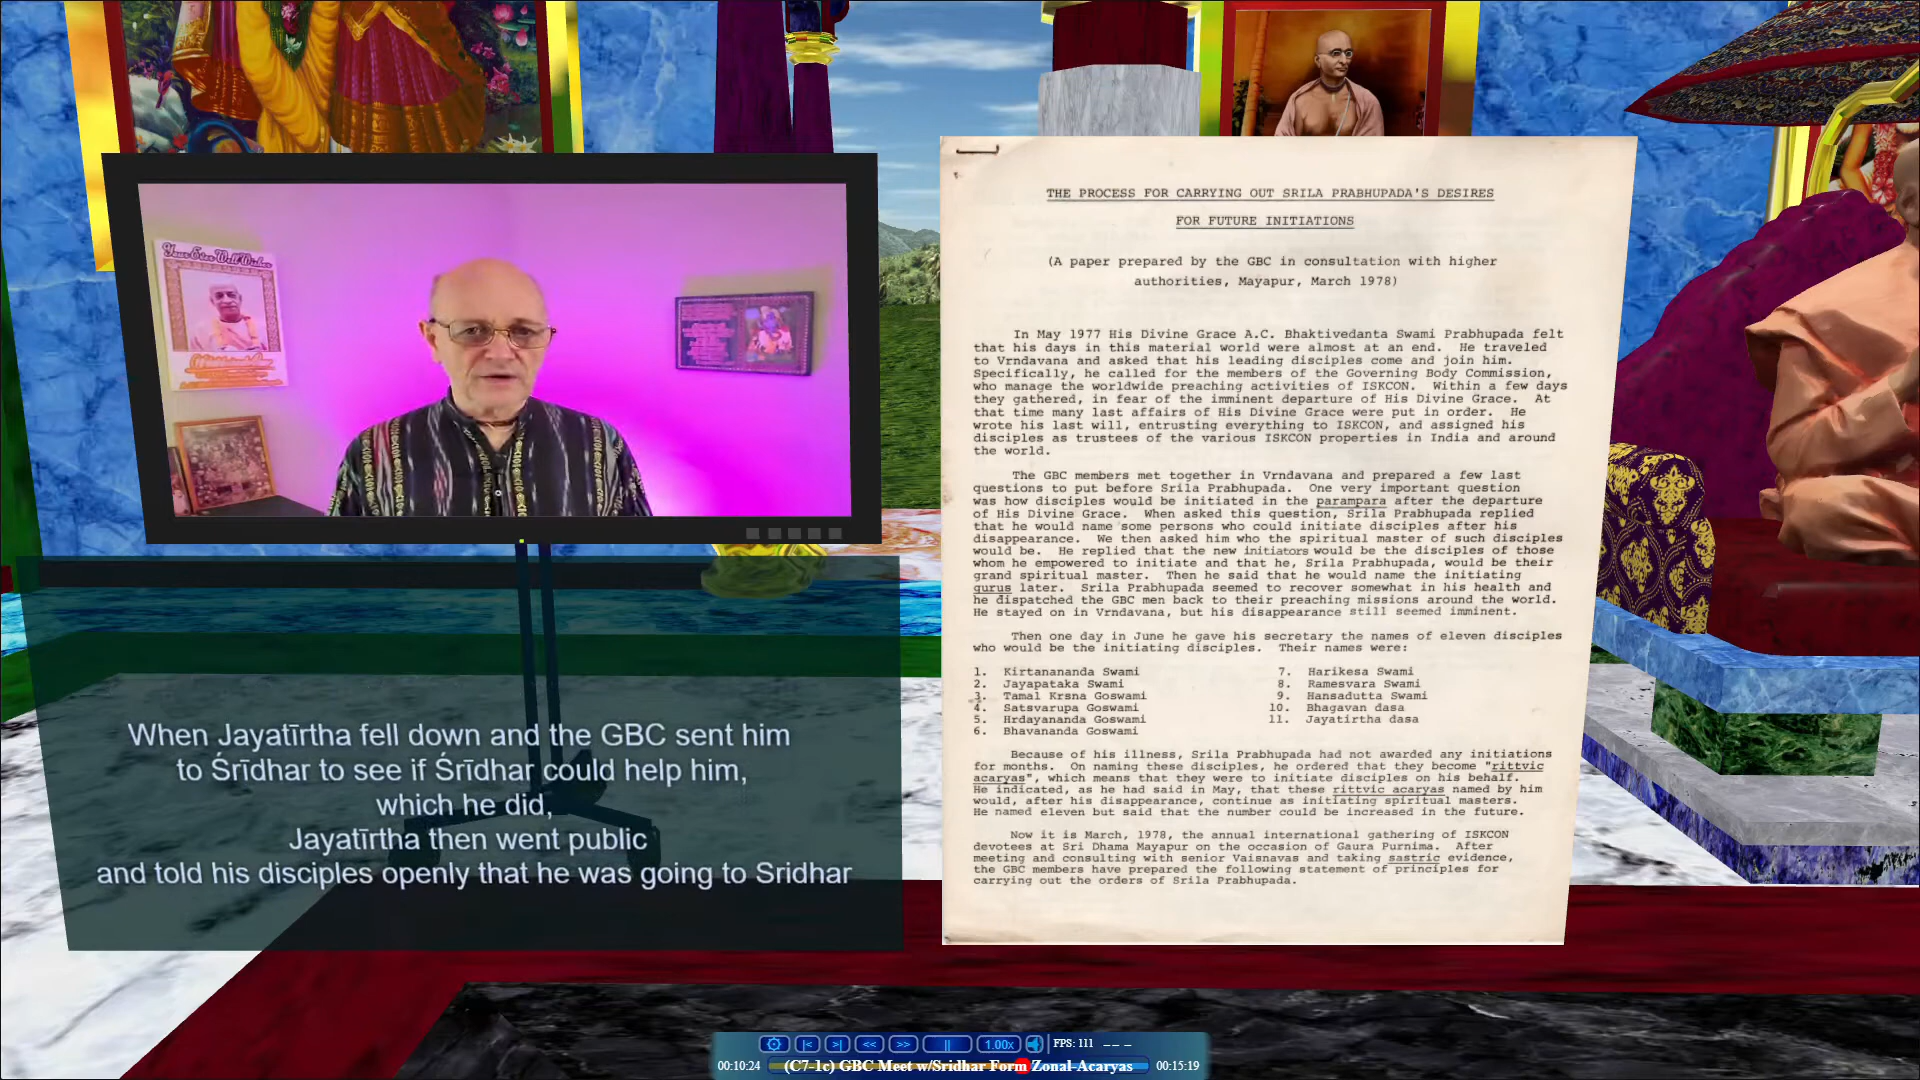 Your Ever Well Wisher
THE PROCESS FOR CARRYING OUT SRILA PRABHUPADA'S DESIRES
FOR FUTURE INITIATIONS
(A paper prepared by the GBC in consultation with higher
authorities, Mayapur, March 1978)
In May 1977 His Divine Grace A.C. Bhaktivedanta Swami Prabhupada felt
that his days in this material world were almost at an end. He traveled
to Vrndavana and asked that his leading disciples come and join him.
Specifically, he called for the members of the Governing Body Commission,
who manage the worldwide preaching activities of ISKCON. Within a few days
they gathered, in fear of the imminent departure of His Divine Grace. At
that time many last affairs of His Divine Grace were put in order. He
wrote his last will, entrusting everything to ISKCON, and assigned his
disciples as trustees of the various ISKCON properties in India and around
the world.
The GBC members met together in Vrndavana and prepared a few last
questions to put before Srila Prabhupada. One very important question
was how disciples would be initiated in the parampara after the departure
of His Divine Grace. When asked this question, Srila Prabhupada replied
that he would name some persons who could initiate disciples after his
disappearance. We then asked him who the spiritual master of such disciples
would be. He replied that the new initiators would be the disciples of those
whom he empowered to initiate and that he, Srila Prabhupada, would be their
grand spiritual master. Then he said that he would name the initiating
gurus later. Srila Prabhupada seemed to recover somewhat in his health and
he dispatched the GBC men back to their preaching missions around the world.
He stayed on in Vrndavana, but his disappearance still seemed imminent.
Then one day in June he gave his secretary the names of eleven disciples
who would be the initiating disciples. Their names were:
1. Kirtanananda Swami
2. Jayapataka Swami
3. Tamal Krsna Goswami
4. Satsvarupa Goswami
5. Hrdayananda Goswami
6. Bhavananda Goswami
7. Harikesa Swami
8. Ramesvara Swami
9. Hansadutta Swami
10. Bhagavan dasa
11. Jayatirtha dasa
Because of his illness, Srila Prabhupada had not awarded any initiations
for months. On naming these disciples, he ordered that they become "rittvic
acaryas", which means that they were to initiate disciples on his behalf.
He indicated, as he had said in May, that these rittvic acaryas named by him
would, after his disappearance, continue as initiating spiritual masters.
He named eleven but said that the number could be increased in the future.
Now it is March, 1978, the annual international gathering of ISKCON
devotees at Sri Dhama Mayapur on the occasion of Gaura Purnima. After
meeting and consulting with senior Vaisnavas and taking sastric evidence,
the GBC members have prepared the following statement of principles for
carrying out the orders of Srila Prabhupada.
When Jayatīrtha fell down and the GBC sent him
to Śrīdhar to see if Śrīdhar could help him,
which he did,
Jayatīrtha then went public
and told his disciples openly that he was going to Sridhar
|< >| << >> || 1.00x FPS: 111 _ _ _
00:10:24 (C7-1c) GBC Meet w/Sridhar Form Zonal-Acaryas 00:15:19